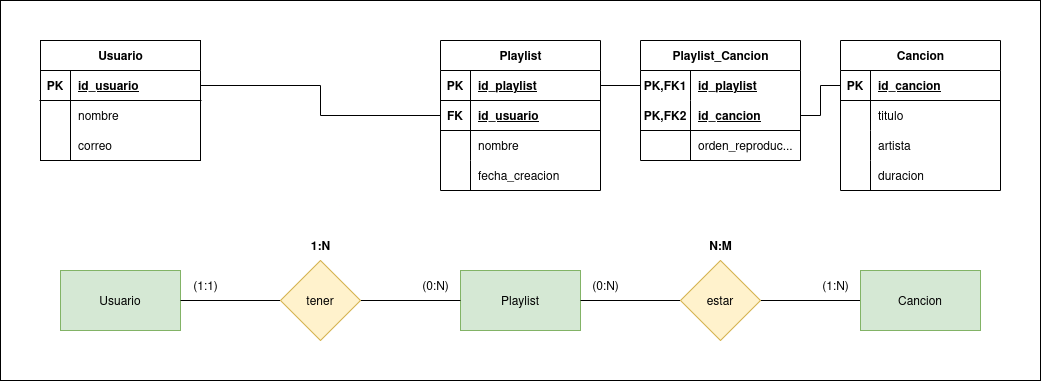 Usuario
PK id_usuario
nombre
correo
Playlist
PK id_playlist
FK id_usuario
nombre
fecha_creacion
Playlist_Cancion
PK,FK1 id_playlist
PK,FK2 id_cancion
orden_reproduc...
Cancion
PK id_cancion
titulo
artista
duracion
1:N
N:M
Usuario
(1:1)
tener
(0:N)
Playlist
(0:N)
estar
(1:N)
Cancion